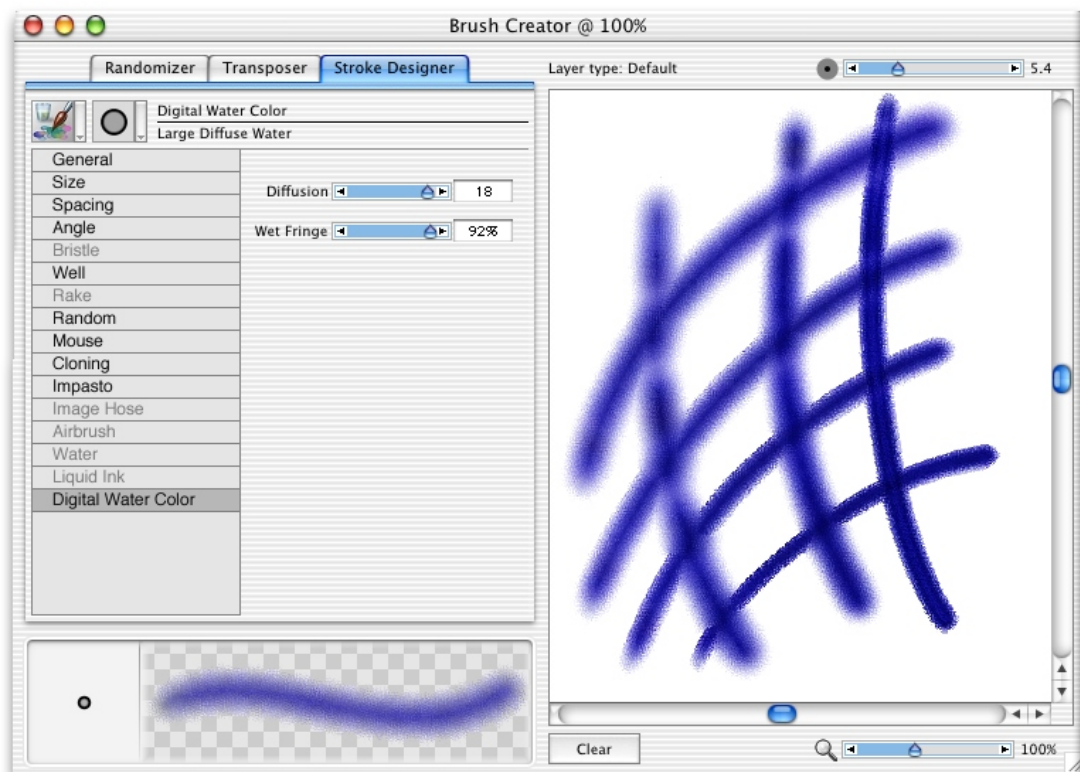 Brush Creator @ 100%
Randomizer Transposer Stroke Designer
Layer type: Default 5.4
Digital Water Color
Large Diffuse Water
General
Size
Spacing
Angle
Bristle
Well
Rake
Random
Mouse
Cloning
Impasto
Image Hose
Airbrush
Water
Liquid Ink
Digital Water Color
Diffusion 18
Wet Fringe 92%
Clear 100%